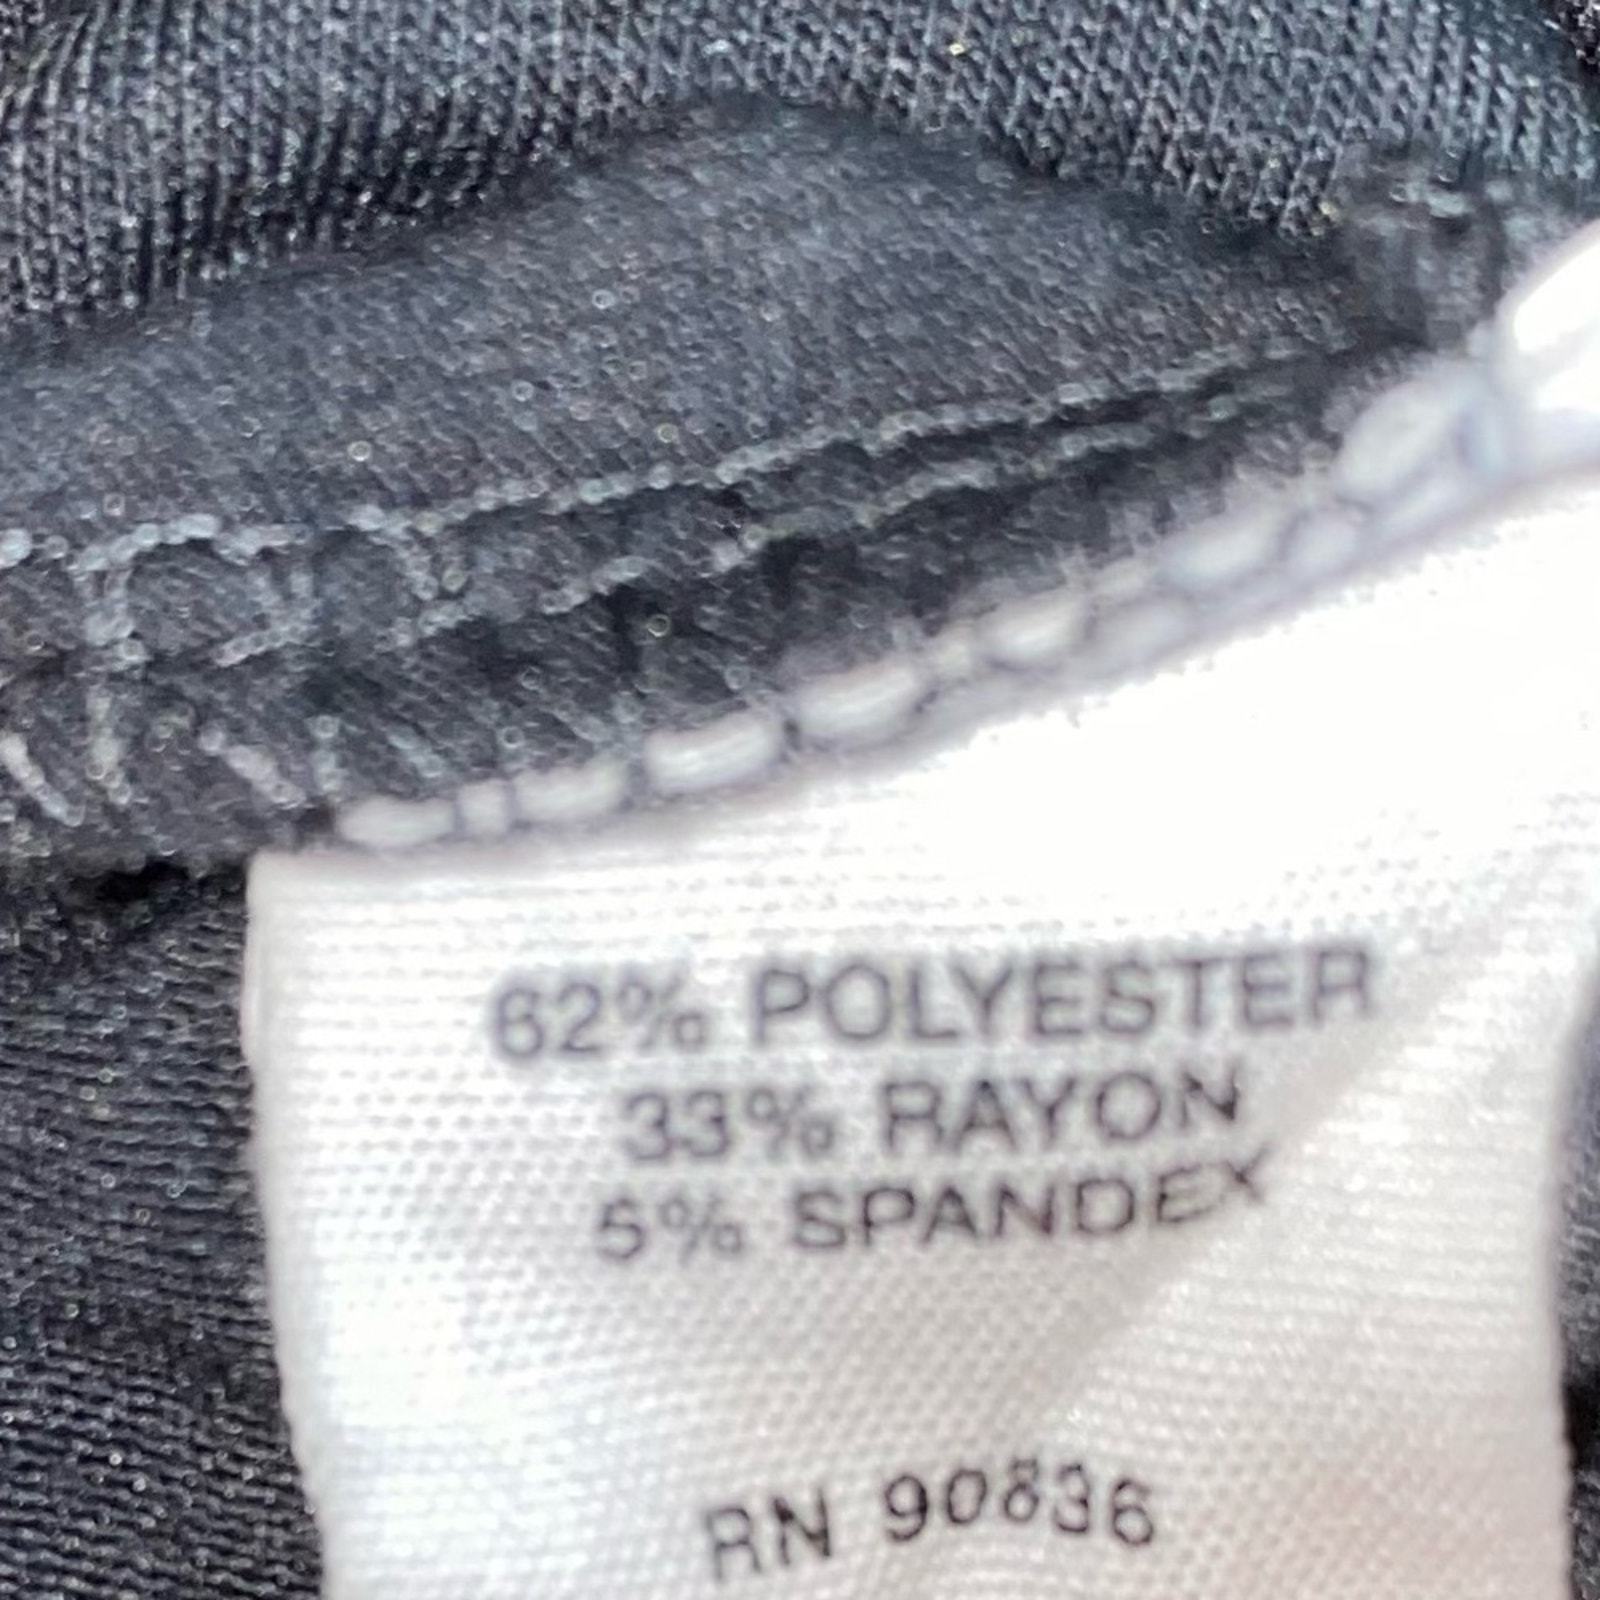 62% POLYESTER
33% RAYON
5% SPANDEX
RN 90836